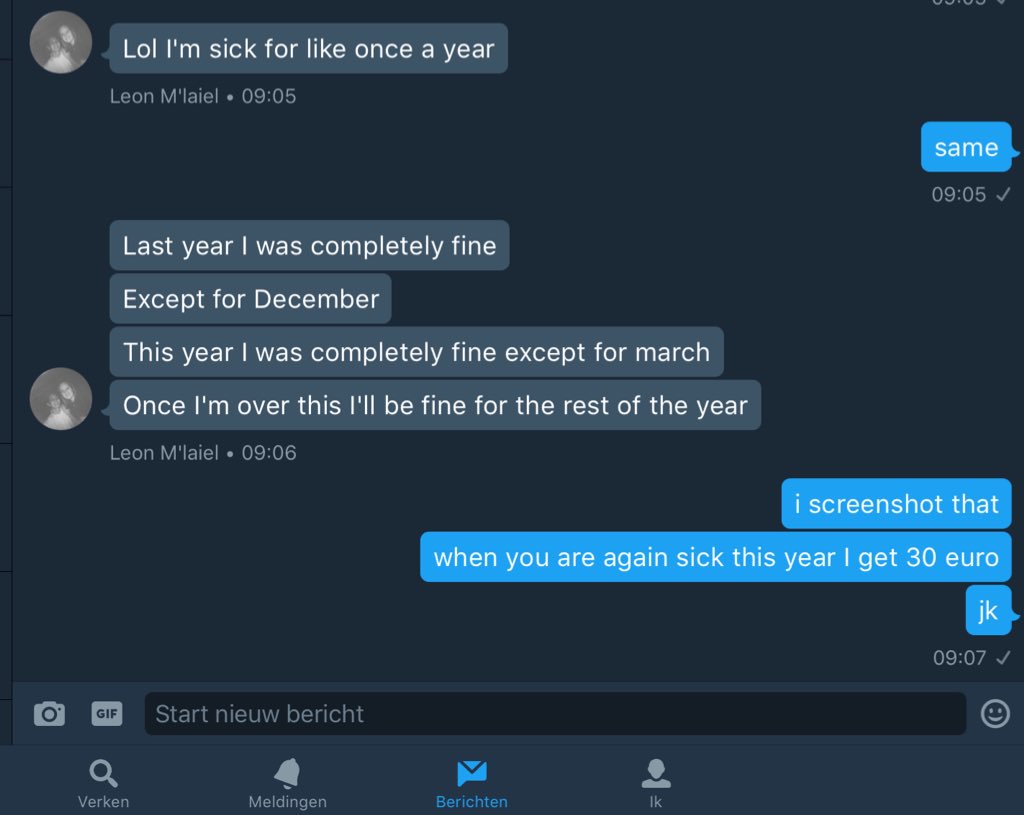 Lol I'm sick for like once a year
Leon M'laiel • 09:05
same
09:05 ✓
Last year I was completely fine
Except for December
This year I was completely fine except for march
Once I'm over this I'll be fine for the rest of the year
Leon M'laiel • 09:06
i screenshot that
when you are again sick this year I get 30 euro
jk
09:07 ✓
GIF
Start nieuw bericht
Verken
Meldingen
Berichten
Ik